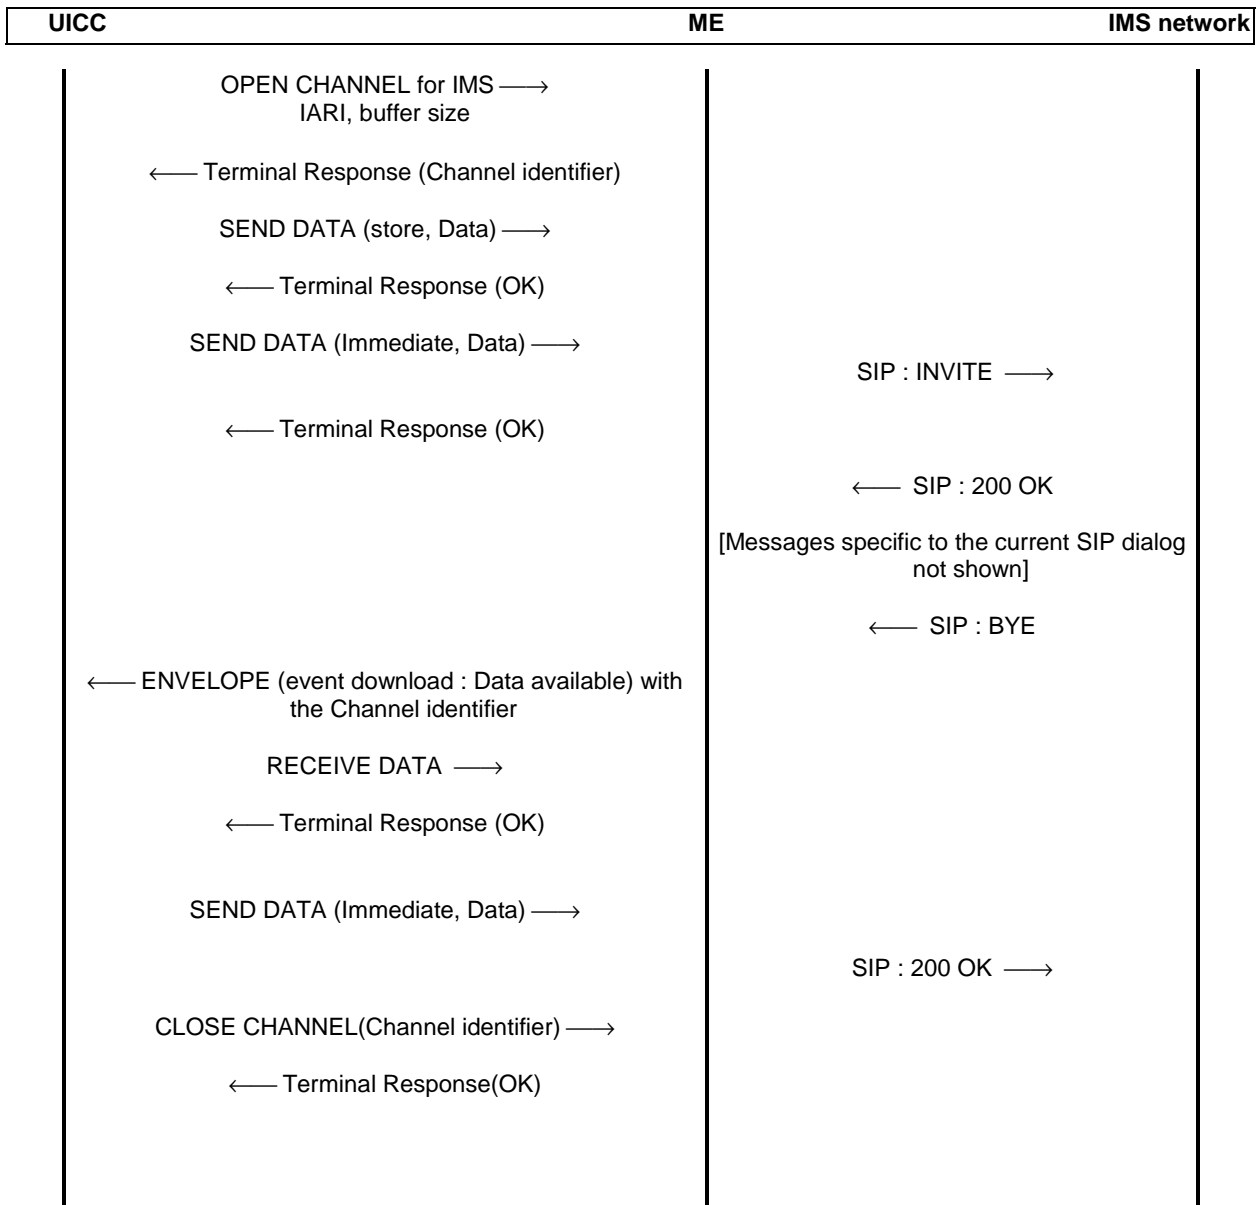 UICC ME IMS network
OPEN CHANNEL for IMS ⟶
IARI, buffer size
⟵ Terminal Response (Channel identifier)
SEND DATA (store, Data) ⟶
⟵ Terminal Response (OK)
SEND DATA (Immediate, Data) ⟶
SIP : INVITE ⟶
⟵ Terminal Response (OK)
⟵ SIP : 200 OK
[Messages specific to the current SIP dialog
not shown]
⟵ SIP : BYE
⟵ ENVELOPE (event download : Data available) with
the Channel identifier
RECEIVE DATA ⟶
⟵ Terminal Response (OK)
SEND DATA (Immediate, Data) ⟶
SIP : 200 OK ⟶
CLOSE CHANNEL(Channel identifier) ⟶
⟵ Terminal Response(OK)